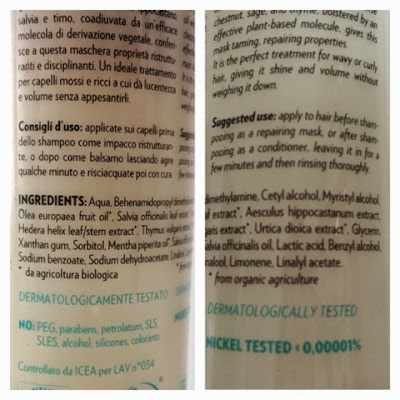 salvia e timo, coadiuvata da un'efficace
molecola di derivazione vegetale, conferi-
sce a questa maschera proprietà ristruttu-
ranti e disciplinanti. Un ideale trattamento
per capelli mossi e ricci a cui dà lucentezza
e volume senza appesantirli.
Consigli d'uso: applicate sui capelli prima
dello shampoo come impacco ristruttu-
te, o dopo come balsamo lasciando agire
qualche minuto e risciacquate poi con cura
INGREDIENTS: Aqua, Behenamidopropyl
Olea europaea fruit oil*, Salvia officinalis leaf
Hedera helix leaf/stem extract*, Thymus vulgaris
Xanthan gum, Sorbitol, Mentha piperita oil*,
Sodium benzoate, Sodium dehydroacetate,
* da agricoltura biologica
DERMATOLOGICAMENTE TESTATO
NO: PEG, parabens, petrolatum, SLS
SLES, alcohol, silicones, colorants
Controllato da ICEA per LAV n°034
chestnut, sage, and thyme, bolstered by an
effective plant-based molecule, gives this
mask taming, repairing properties.
It is the perfect treatment for wavy or curly
hair, giving it shine and volume without
weighing it down.
Suggested use: apply to hair before sham-
pooing as a repairing mask, or after sham-
pooing as a conditioner, leaving it in for a
few minutes and then rinsing thoroughly.
dimethylamine, Cetyl alcohol, Myristyl alcohol,
extract*, Aesculus hippocastanum extract,
extract*, Urtica dioica extract*, Glycerin,
Salvia officinalis oil, Lactic acid, Benzyl alcohol,
Limonene, Linalyl acetate.
* from organic agriculture
DERMATOLOGICALLY TESTED
NICKEL TESTED < 0,00001%